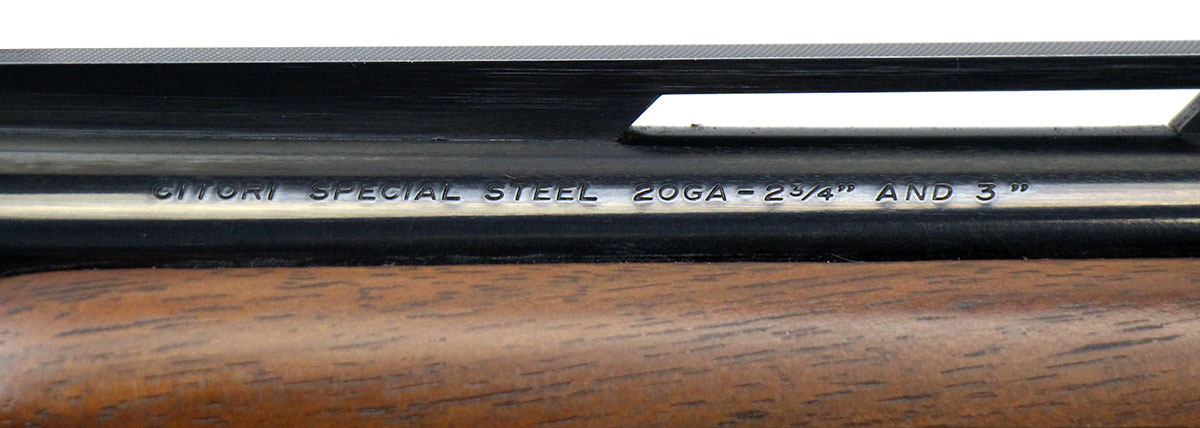 CITORI SPECIAL STEEL 20GA-2¾" AND 3"